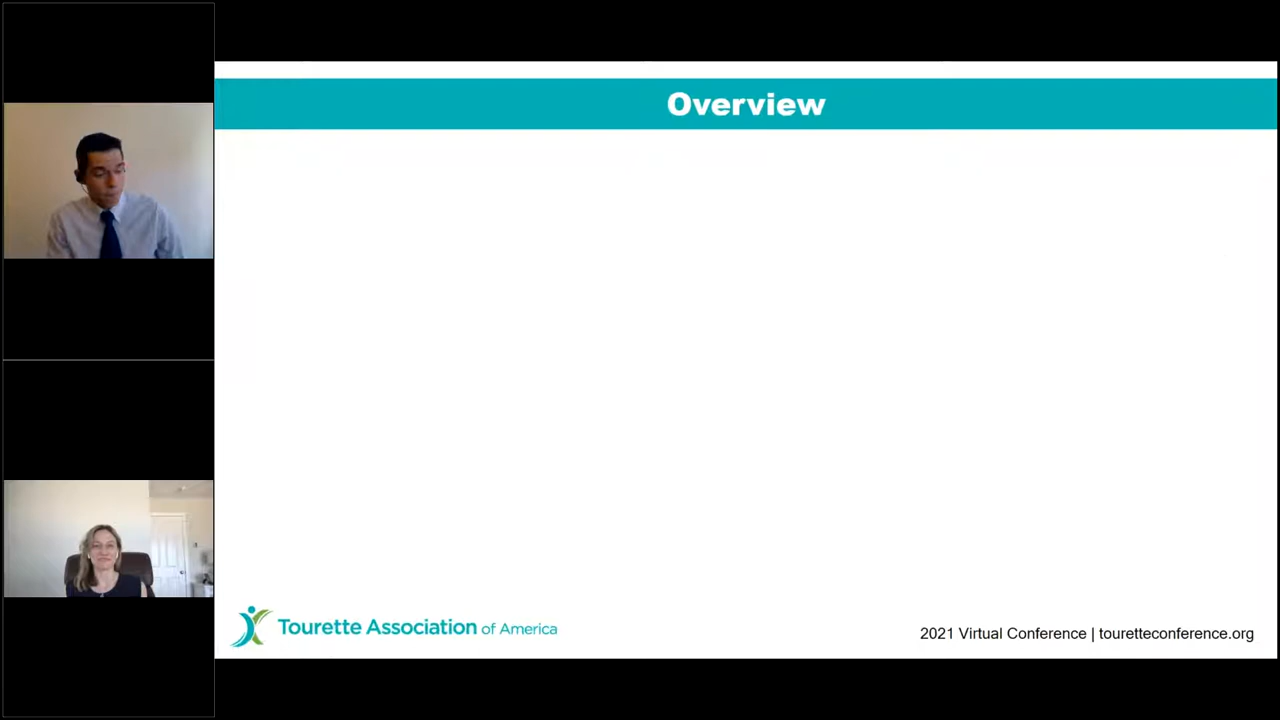 Overview
Tourette Association of America
2021 Virtual Conference | touretteconference.org